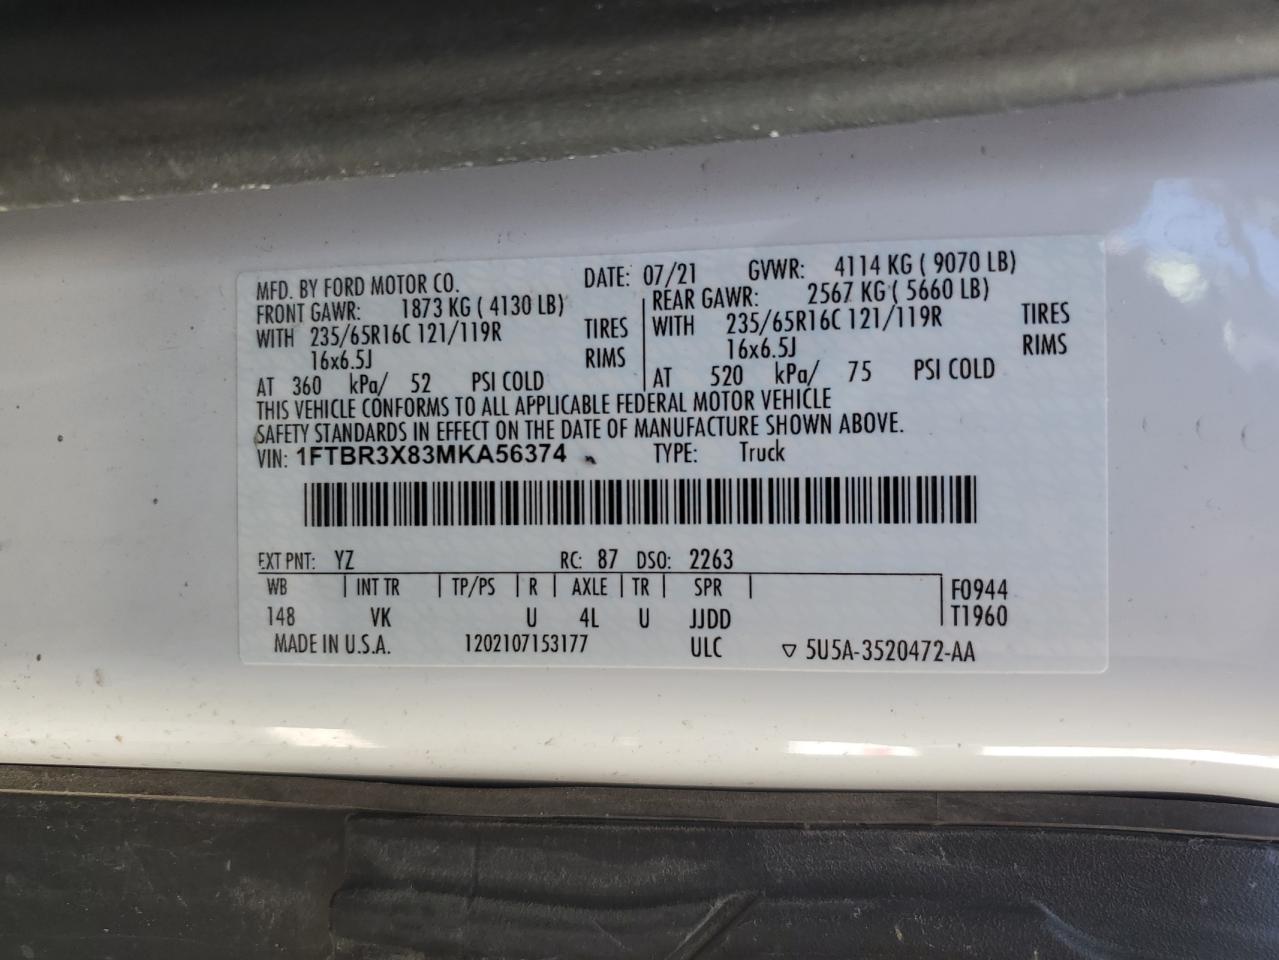 MFD. BY FORD MOTOR CO. DATE: 07/21 GVWR: 4114 KG ( 9070 LB)
FRONT GAWR: 1873 KG ( 4130 LB) REAR GAWR: 2567 KG ( 5660 LB)
WITH 235/65R16C 121/119R TIRES WITH 235/65R16C 121/119R TIRES
16x6.5J RIMS 16x6.5J RIMS
AT 360 kPa/ 52 PSI COLD AT 520 kPa/ 75 PSI COLD
THIS VEHICLE CONFORMS TO ALL APPLICABLE FEDERAL MOTOR VEHICLE
SAFETY STANDARDS IN EFFECT ON THE DATE OF MANUFACTURE SHOWN ABOVE.
VIN: 1FTBR3X83MKA56374 TYPE: Truck
EXT PNT: YZ RC: 87 DSO: 2263
WB INT TR TP/PS R AXLE TR SPR F0944
148 VK U 4L U JJDD T1960
MADE IN U.S.A. 1202107153177 ULC ▽ 5U5A-3520472-AA